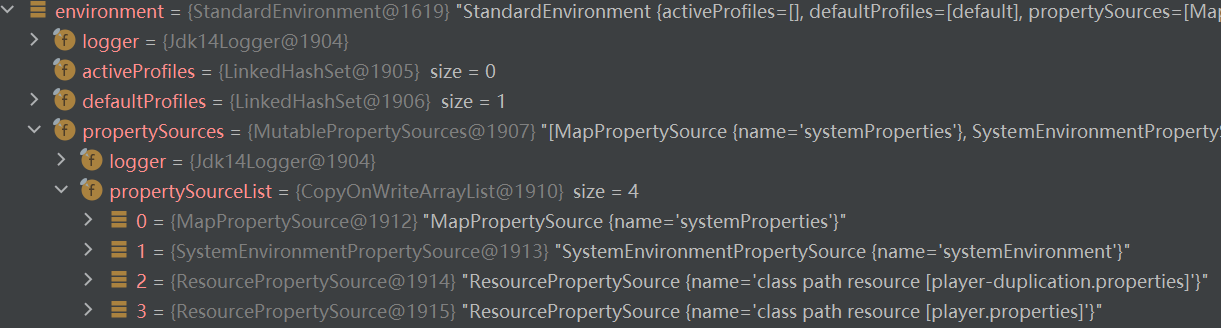 environment = {StandardEnvironment@1619} "StandardEnvironment {activeProfiles=[], defaultProfiles=[default], propertySources=[Map
f logger = {Jdk14Logger@1904}
f activeProfiles = {LinkedHashSet@1905} size = 0
f defaultProfiles = {LinkedHashSet@1906} size = 1
f propertySources = {MutablePropertySources@1907} "[MapPropertySource {name='systemProperties'}, SystemEnvironmentPropertyS
f logger = {Jdk14Logger@1904}
f propertySourceList = {CopyOnWriteArrayList@1910} size = 4
0 = {MapPropertySource@1912} "MapPropertySource {name='systemProperties'}"
1 = {SystemEnvironmentPropertySource@1913} "SystemEnvironmentPropertySource {name='systemEnvironment'}"
2 = {ResourcePropertySource@1914} "ResourcePropertySource {name='class path resource [player-duplication.properties]'}"
3 = {ResourcePropertySource@1915} "ResourcePropertySource {name='class path resource [player.properties]'}"